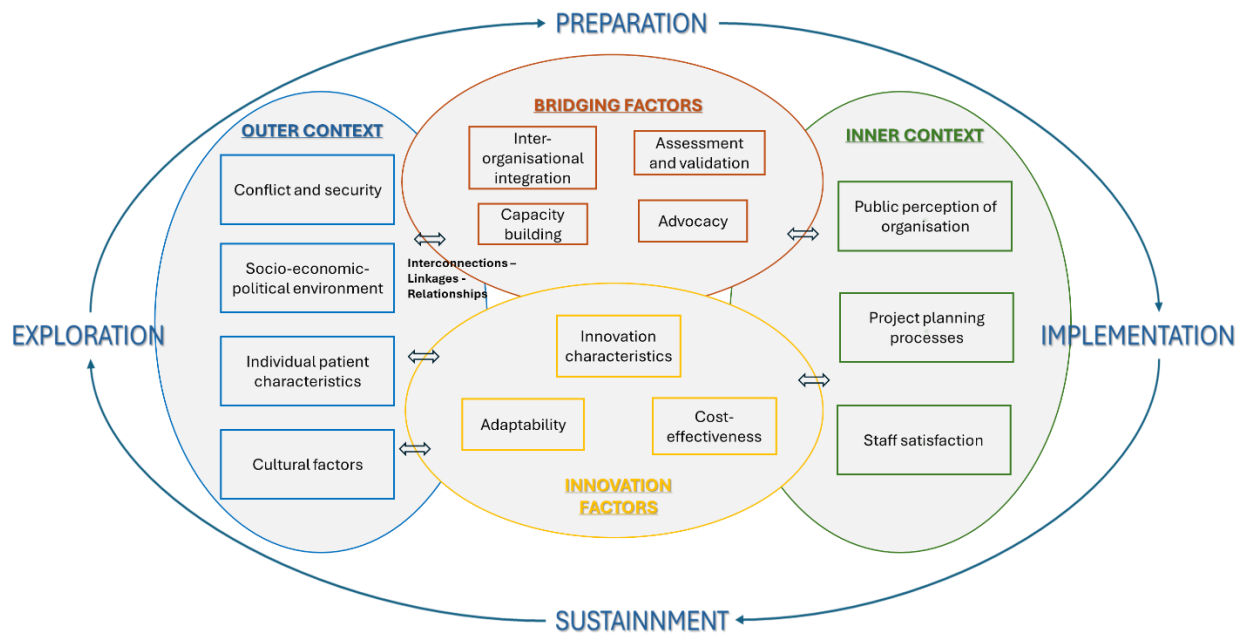 PREPARATION
BRIDGING FACTORS
OUTER CONTEXT
INNER CONTEXT
Inter-
organisational
integration
Assessment
and validation
Conflict and security
Capacity
building
Advocacy
Public perception of
organisation
Socio-economic-
political environment
Interconnections –
Linkages -
Relationships
EXPLORATION
Innovation
characteristics
Project planning
processes
IMPLEMENTATION
Individual patient
characteristics
Adaptability
Cost-
effectiveness
Staff satisfaction
Cultural factors
INNOVATION
FACTORS
SUSTAINNMENT